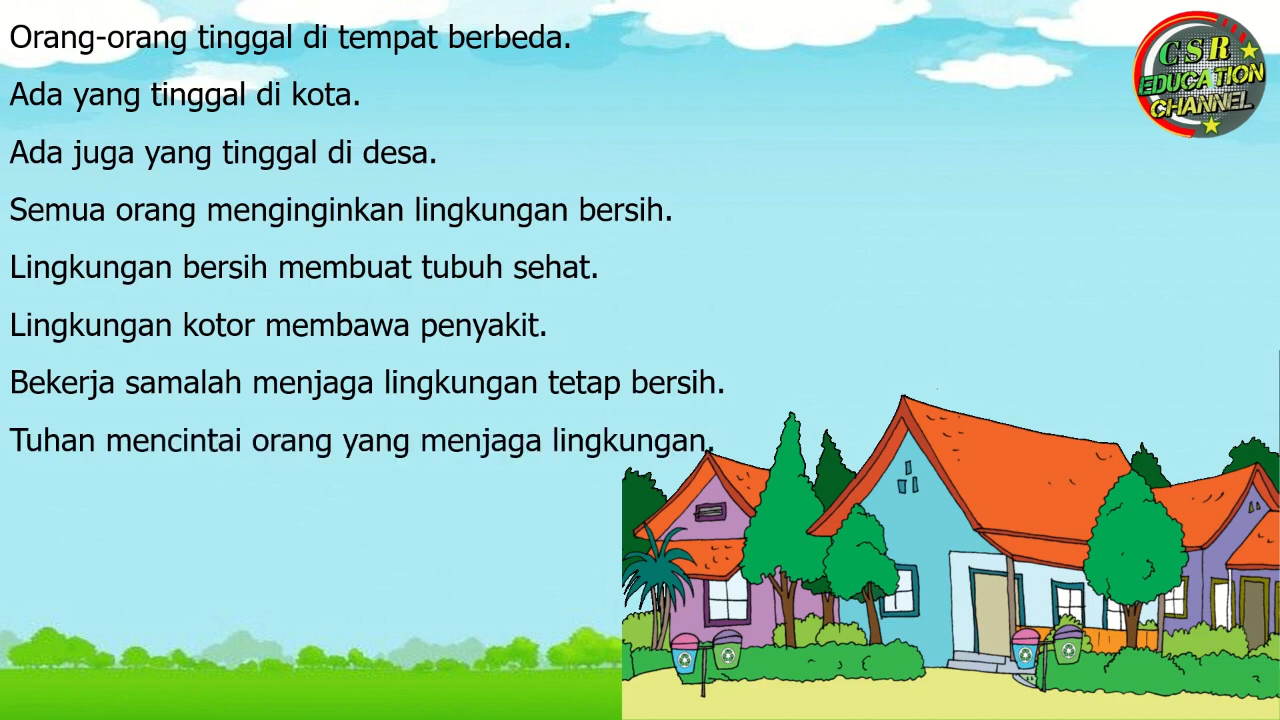 Orang-orang tinggal di tempat berbeda.
Ada yang tinggal di kota.
Ada juga yang tinggal di desa.
Semua orang menginginkan lingkungan bersih.
Lingkungan bersih membuat tubuh sehat.
Lingkungan kotor membawa penyakit.
Bekerja samalah menjaga lingkungan tetap bersih.
Tuhan mencintai orang yang menjaga lingkungan.
CSR
EDUCATION
CHANNEL